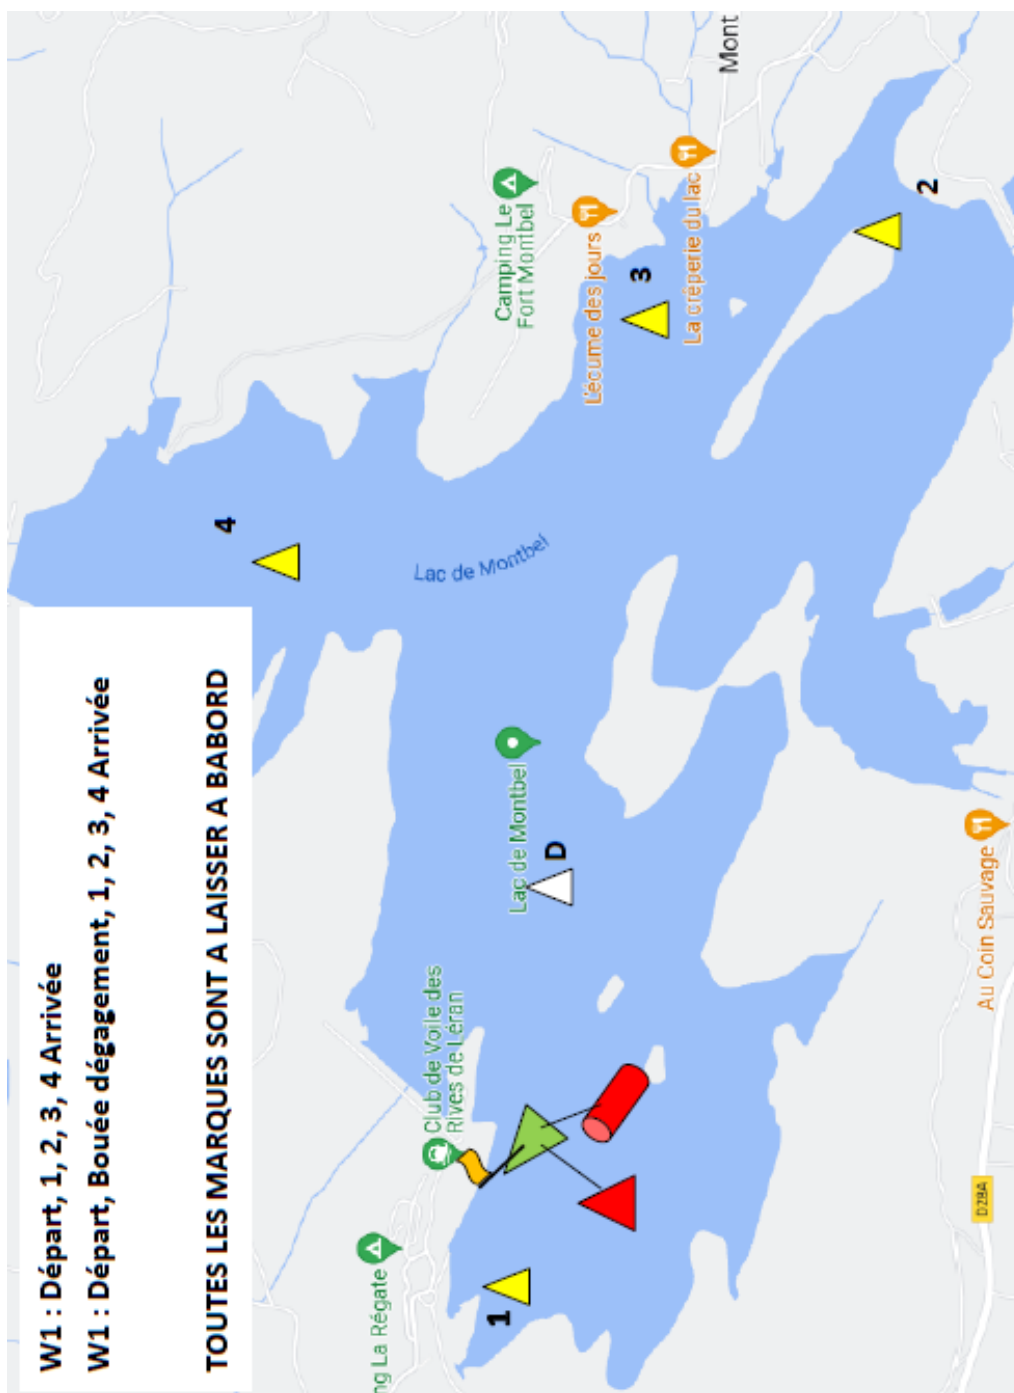 W1 : Départ, 1, 2, 3, 4 Arrivée
W1 : Départ, Bouée dégagement, 1, 2, 3, 4 Arrivée
TOUTES LES MARQUES SONT A LAISSER A BABORD
4
Camping Le
Fort Montbel
L'écume des jours
3
La crêperie du lac
Mont
2
Lac de Montbel
Lac de Montbel
D
Club de Voile des
Rives de Léran
ng La Régate
1
Au Coin Sauvage
D28A